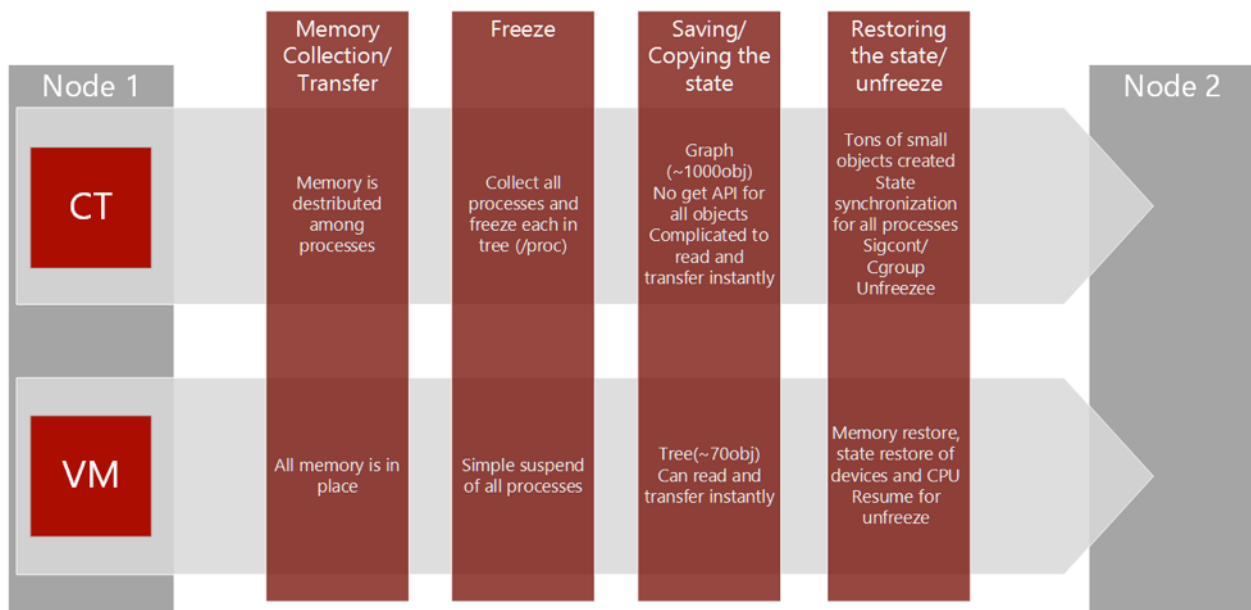 Node 1
Memory
Collection/
Transfer
Freeze
Saving/
Copying the
state
Restoring
the state/
unfreeze
Node 2
CT
Memory is
destributed
among
processes
Collect all
processes and
freeze each in
tree (/proc)
Graph
(~1000obj)
No get API for
all objects
Complicated to
read and
transfer instantly
Tons of small
objects created
State
synchronization
for all processes
Sigcont/
Cgroup
Unfreezee
VM
All memory is in
place
Simple suspend
of all processes
Tree(~70obj)
Can read and
transfer instantly
Memory restore,
state restore of
devices and CPU
Resume for
unfreeze